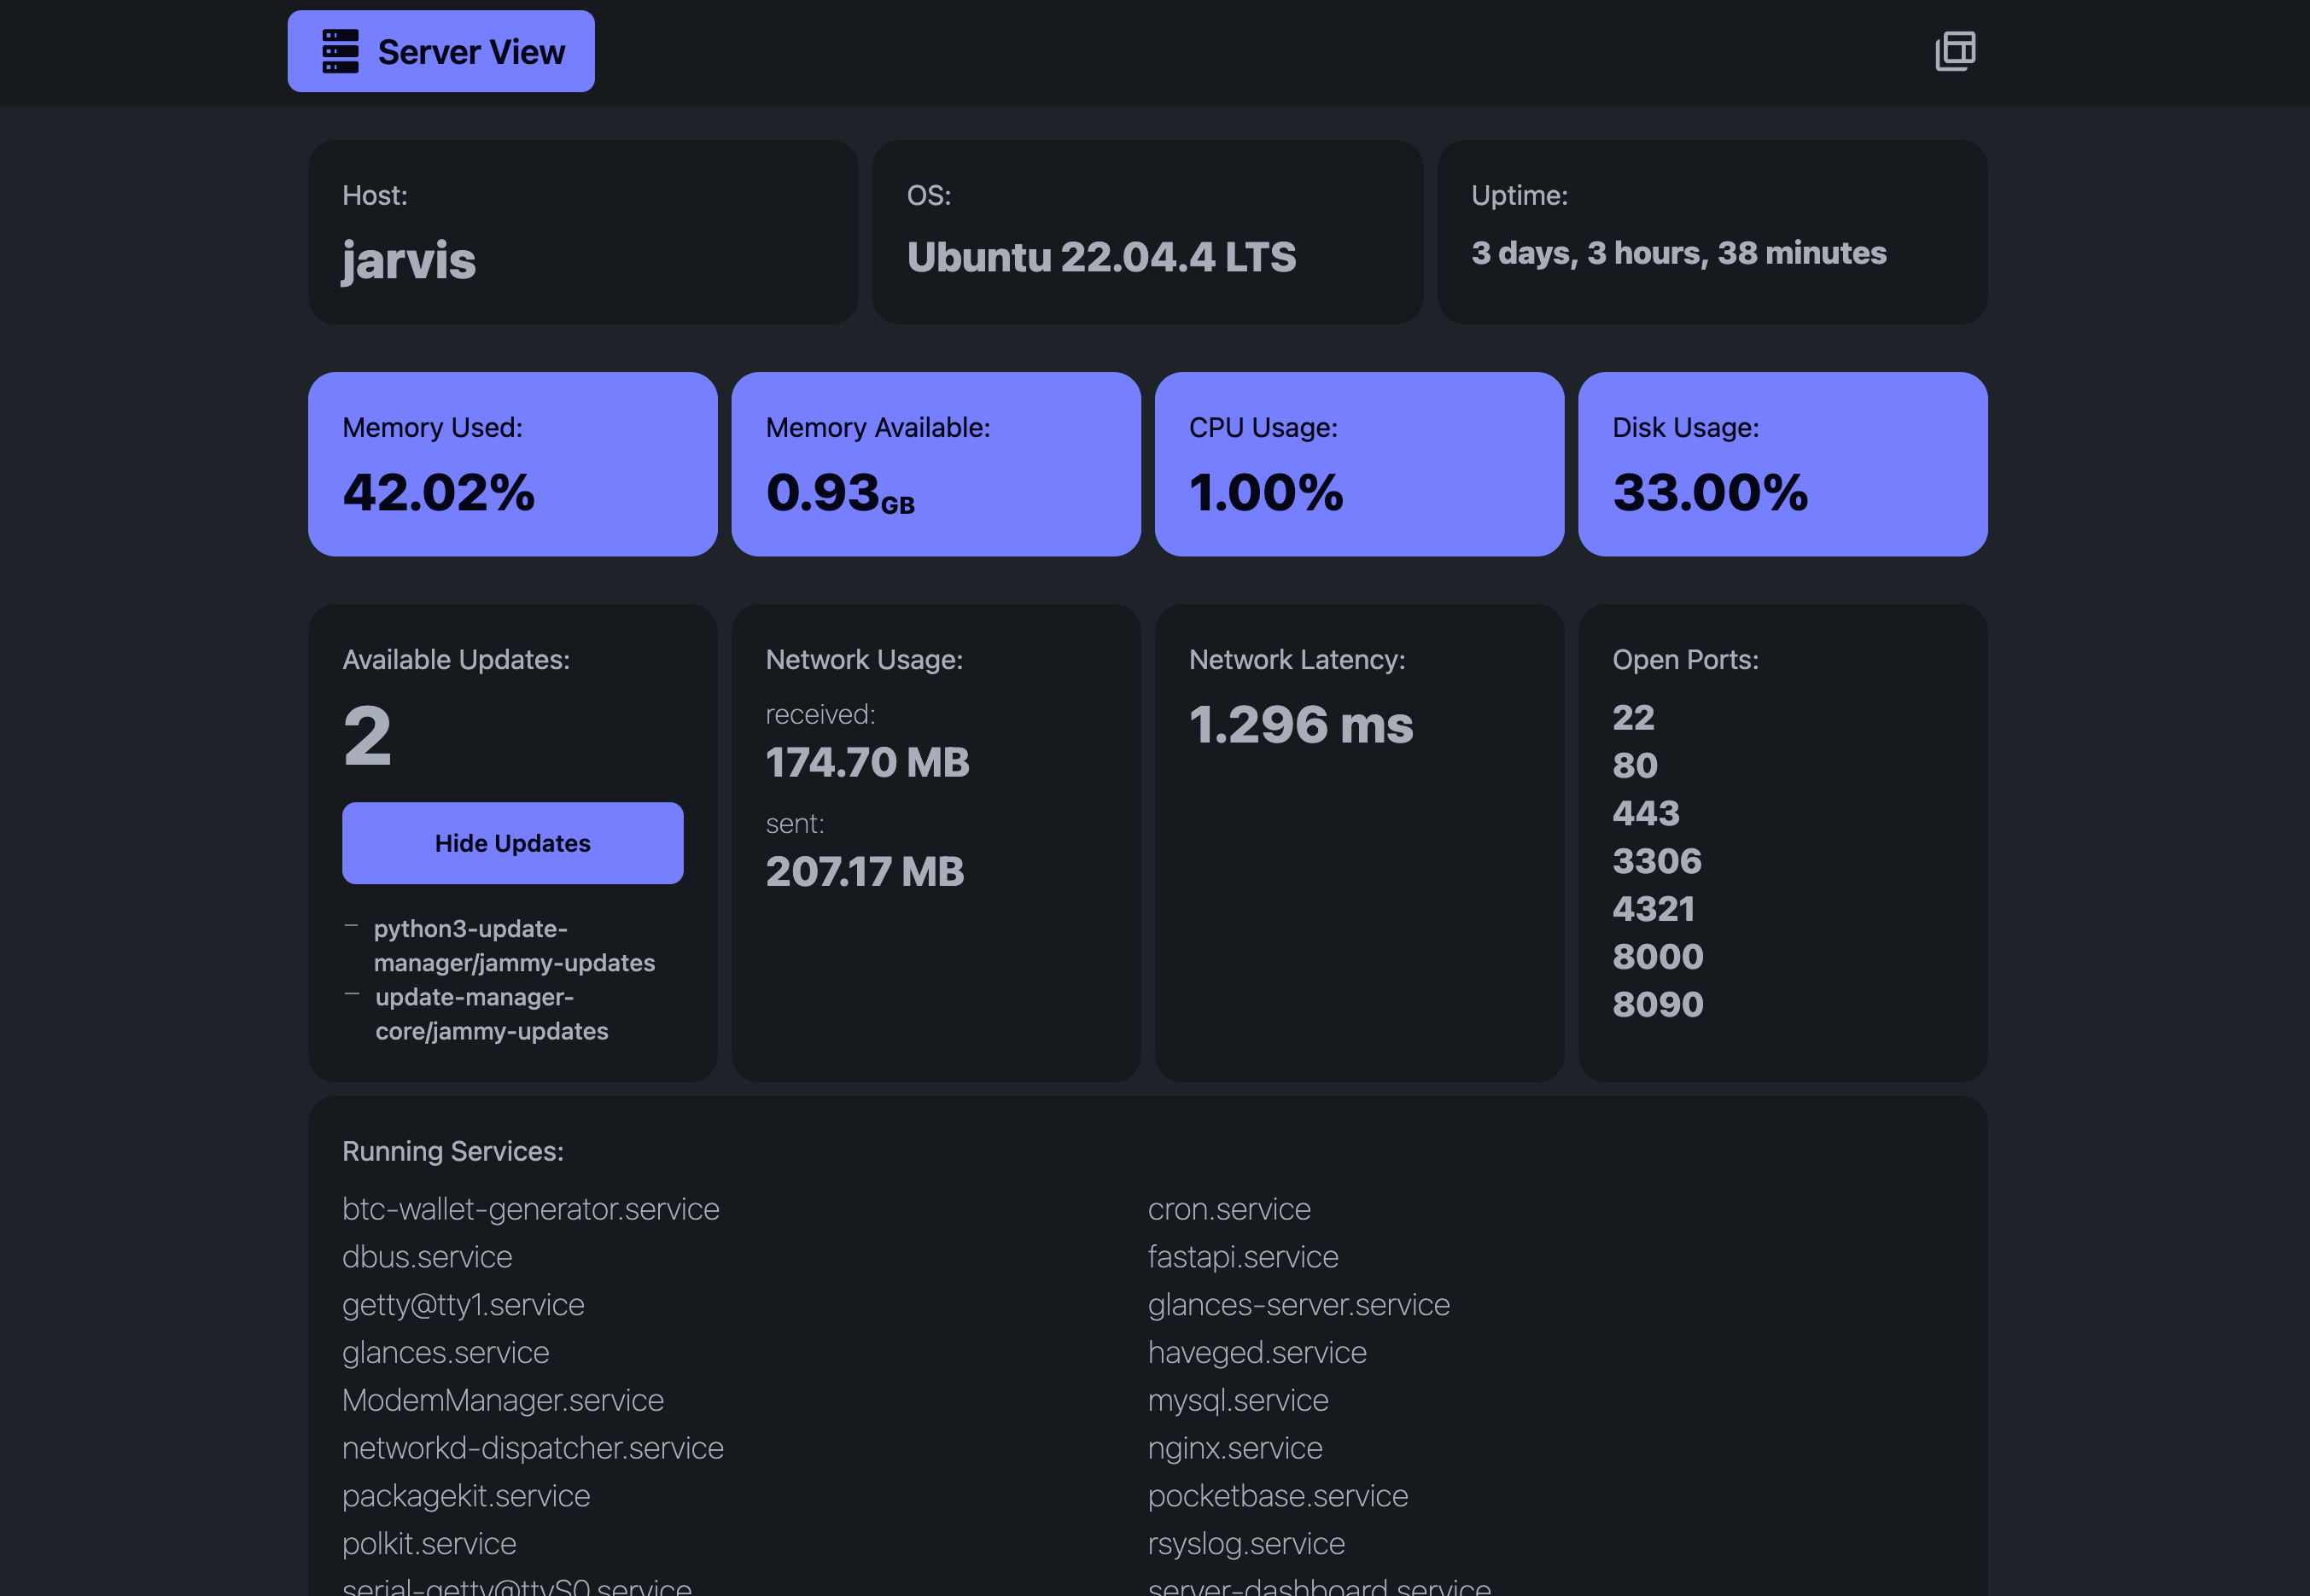 Server View
Host:
jarvis
OS:
Ubuntu 22.04.4 LTS
Uptime:
3 days, 3 hours, 38 minutes
Memory Used:
42.02%
Memory Available:
0.93GB
CPU Usage:
1.00%
Disk Usage:
33.00%
Available Updates:
2
Hide Updates
— python3-update-
manager/jammy-updates
— update-manager-
core/jammy-updates
Network Usage:
received:
174.70 MB
sent:
207.17 MB
Network Latency:
1.296 ms
Open Ports:
22
80
443
3306
4321
8000
8090
Running Services:
btc-wallet-generator.service
cron.service
dbus.service
fastapi.service
getty@tty1.service
glances-server.service
glances.service
haveged.service
ModemManager.service
mysql.service
networkd-dispatcher.service
nginx.service
packagekit.service
pocketbase.service
polkit.service
rsyslog.service
serial-getty@ttyS0.service
server-dashboard.service